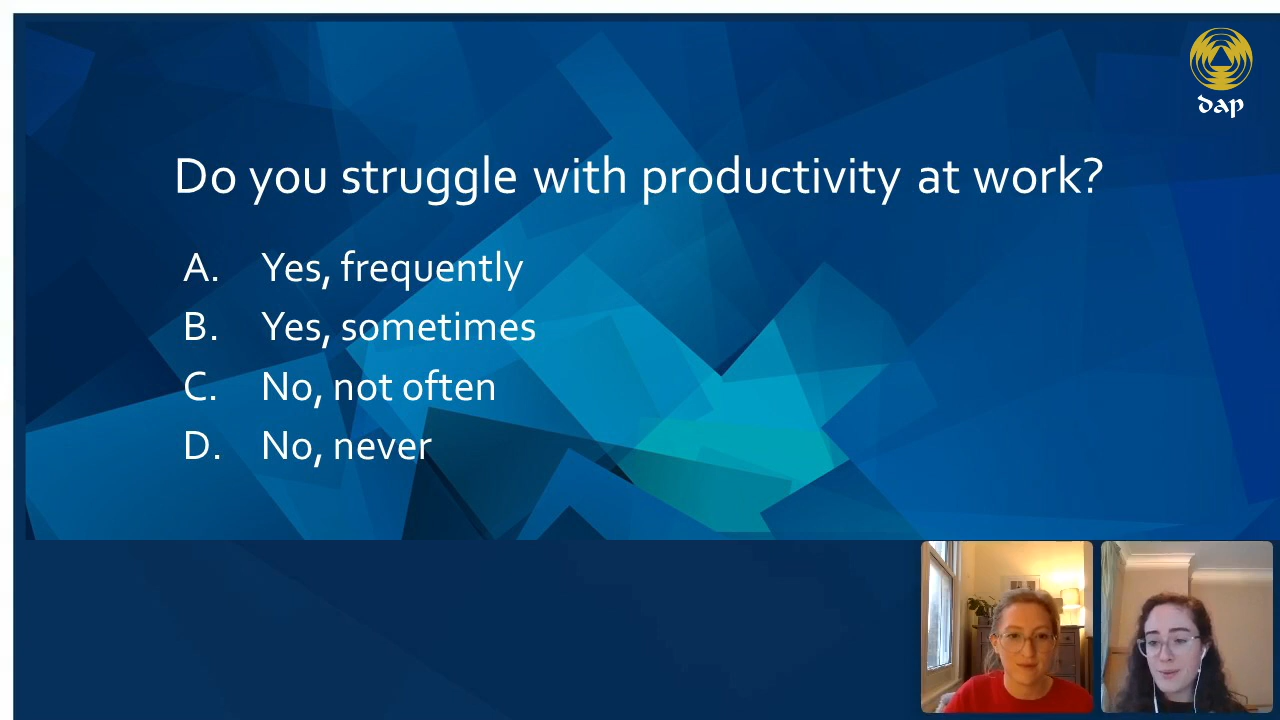 dap
Do you struggle with productivity at work?
A. Yes, frequently
B. Yes, sometimes
C. No, not often
D. No, never